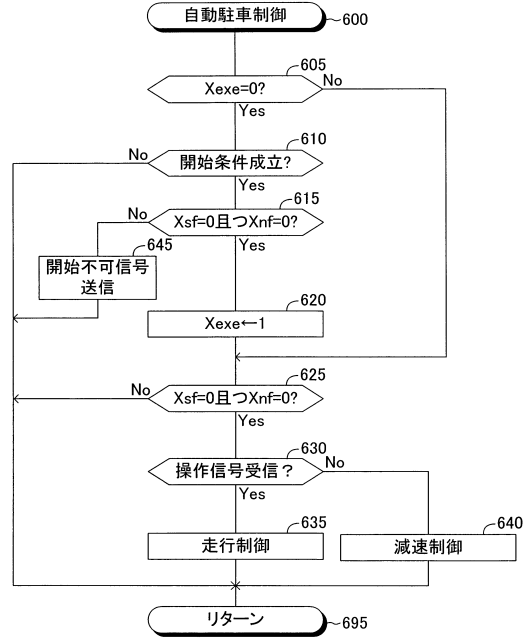 自動駐車制御
600
605
Xexe=0?
No
Yes
610
No
開始条件成立?
Yes
615
No
Xsf=0且つXnf=0?
Yes
645
開始不可信号
送信
620
Xexe←1
625
No
Xsf=0且つXnf=0?
Yes
630
操作信号受信？
No
Yes
635
走行制御
640
減速制御
リターン
695